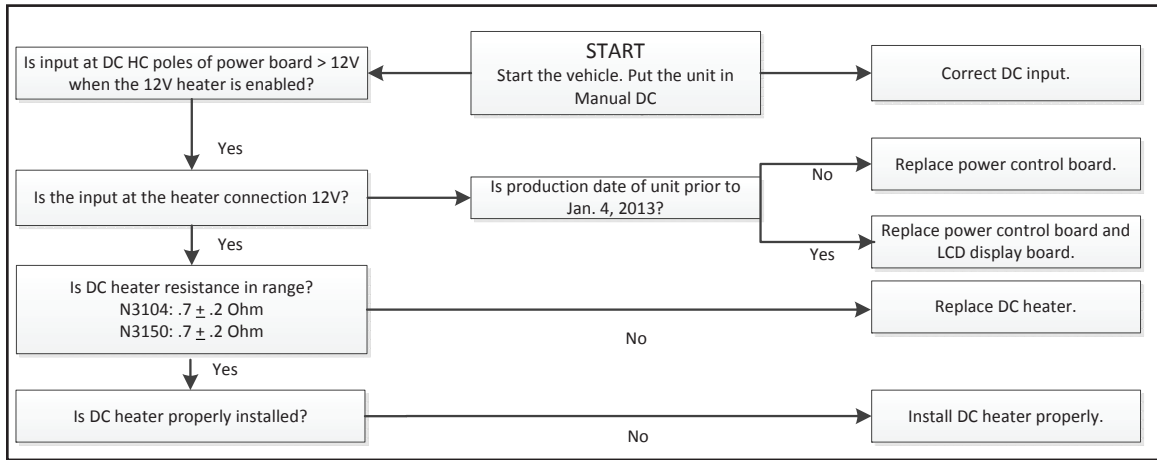 START
Start the vehicle. Put the unit in
Manual DC
Is input at DC HC poles of power board > 12V
when the 12V heater is enabled?
Correct DC input.
Yes
Is the input at the heater connection 12V?
Is production date of unit prior to
Jan. 4, 2013?
No
Replace power control board.
Yes
Replace power control board and
LCD display board.
Yes
Is DC heater resistance in range?
N3104: .7 ± .2 Ohm
N3150: .7 ± .2 Ohm
No
Replace DC heater.
Yes
Is DC heater properly installed?
No
Install DC heater properly.